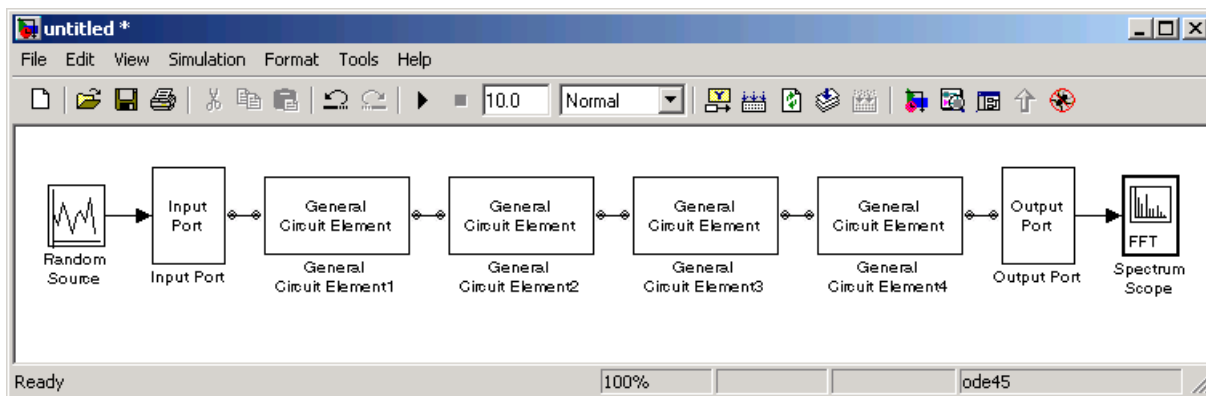 untitled *
File Edit View Simulation Format Tools Help
10.0 Normal
Random
Source
Input
Port
Input Port
General
Circuit Element
General
Circuit Element1
General
Circuit Element
General
Circuit Element2
General
Circuit Element
General
Circuit Element3
General
Circuit Element
General
Circuit Element4
Output
Port
Output Port
FFT
Spectrum
Scope
Ready 100% ode45